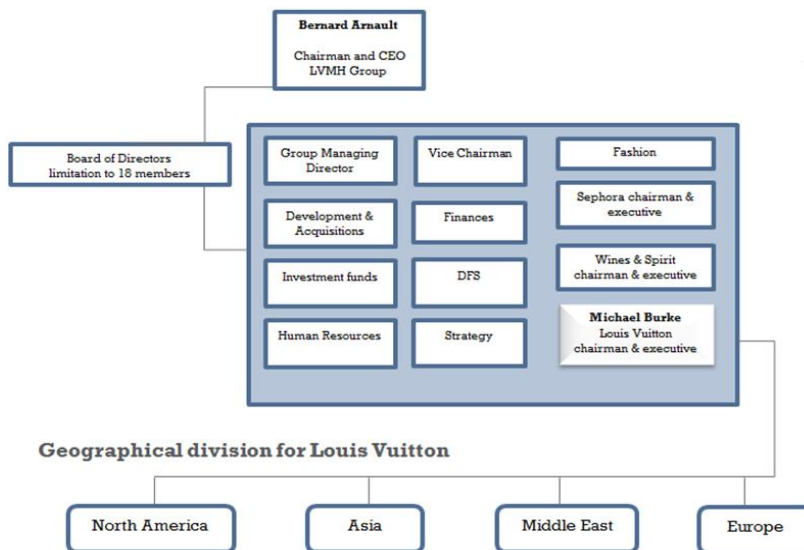 Bernard Arnault
Chairman and CEO
LVMH Group
Board of Directors
limitation to 18 members
Group Managing
Director
Vice Chairman
Fashion
Development &
Acquisitions
Finances
Sephora chairman &
executive
Investment funds
DFS
Wines & Spirit
chairman & executive
Human Resources
Strategy
Michael Burke
Louis Vuitton
chairman & executive
Geographical division for Louis Vuitton
North America
Asia
Middle East
Europe